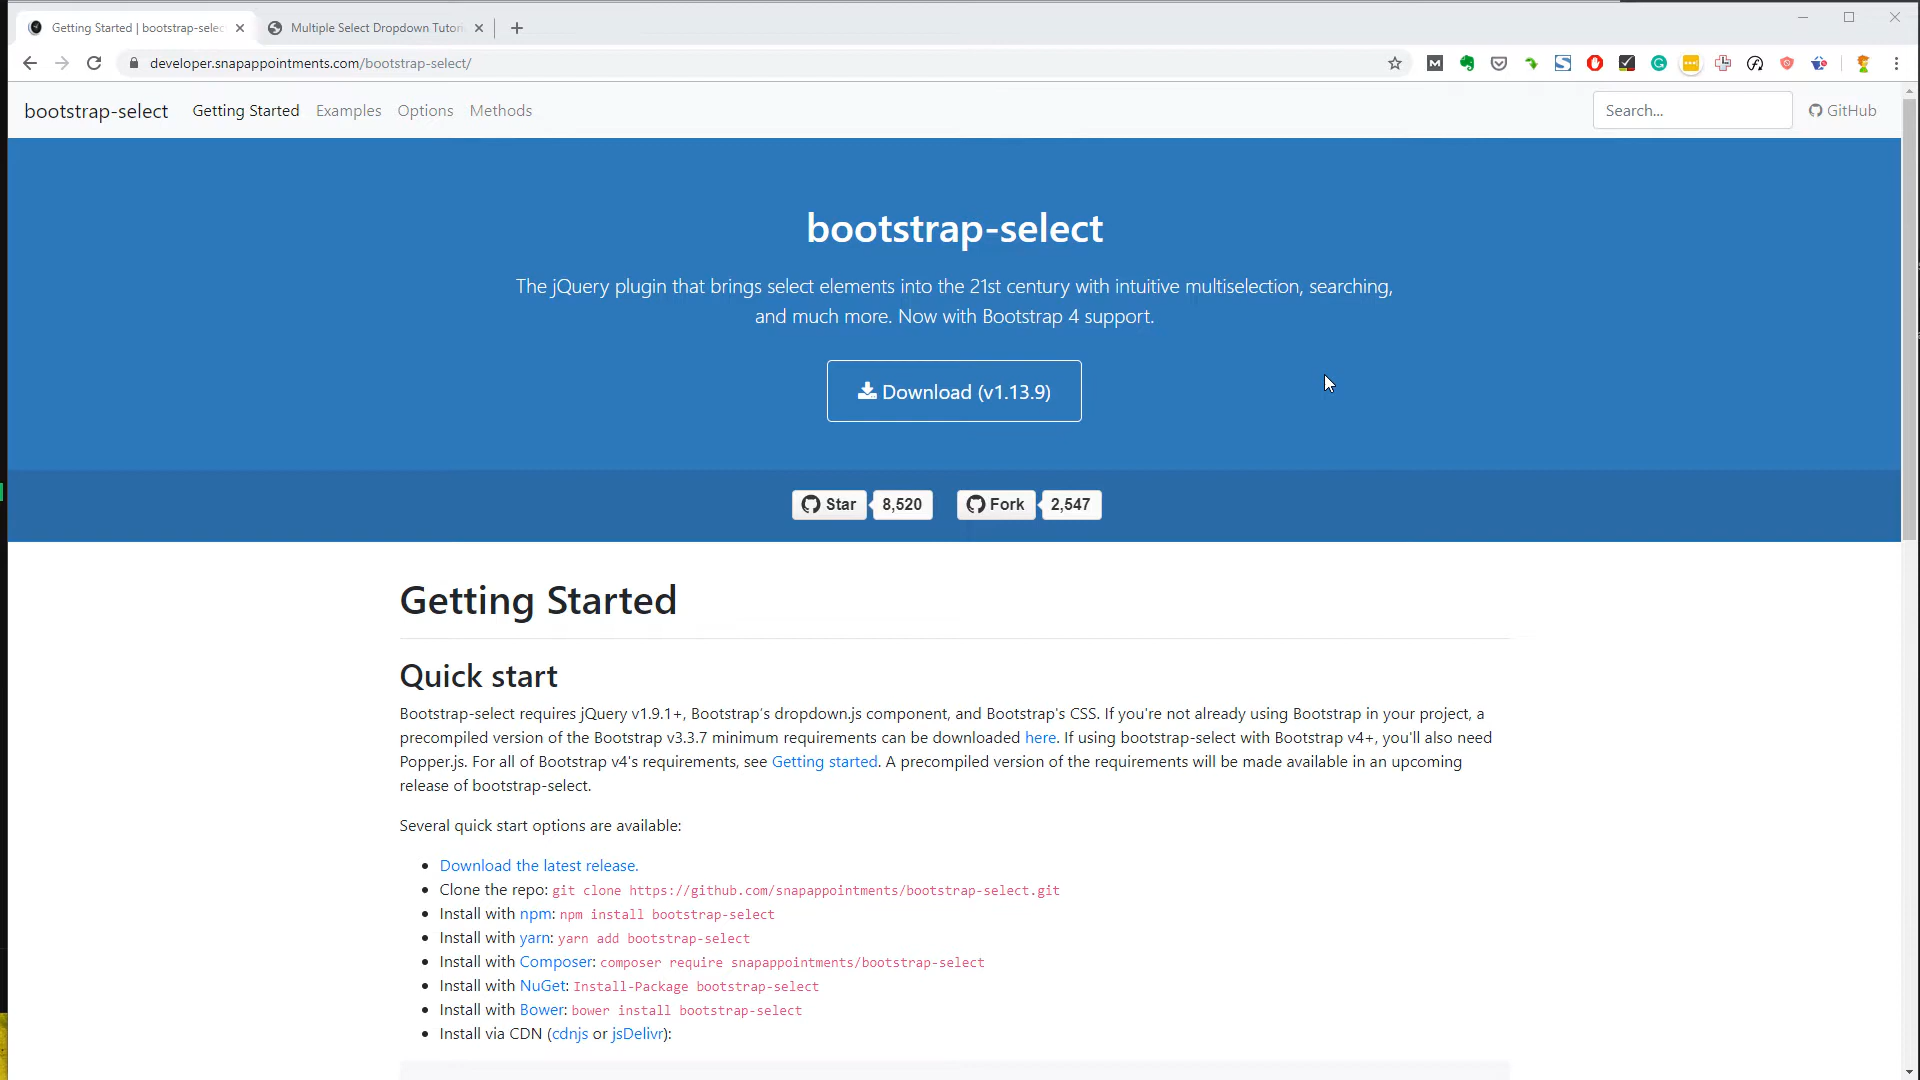 Getting Started | bootstrap-selec
Multiple Select Dropdown Tutori
developer.snapappointments.com/bootstrap-select/
bootstrap-select Getting Started Examples Options Methods Search... GitHub
bootstrap-select
The jQuery plugin that brings select elements into the 21st century with intuitive multiselection, searching,
and much more. Now with Bootstrap 4 support.
Download (v1.13.9)
Star 8,520 Fork 2,547
Getting Started
Quick start
Bootstrap-select requires jQuery v1.9.1+, Bootstrap's dropdown.js component, and Bootstrap's CSS. If you're not already using Bootstrap in your project, a
precompiled version of the Bootstrap v3.3.7 minimum requirements can be downloaded here. If using bootstrap-select with Bootstrap v4+, you'll also need
Popper.js. For all of Bootstrap v4's requirements, see Getting started. A precompiled version of the requirements will be made available in an upcoming
release of bootstrap-select.
Several quick start options are available:
• Download the latest release.
• Clone the repo: git clone https://github.com/snapappointments/bootstrap-select.git
• Install with npm: npm install bootstrap-select
• Install with yarn: yarn add bootstrap-select
• Install with Composer: composer require snapappointments/bootstrap-select
• Install with NuGet: Install-Package bootstrap-select
• Install with Bower: bower install bootstrap-select
• Install via CDN (cdnjs or jsDelivr):